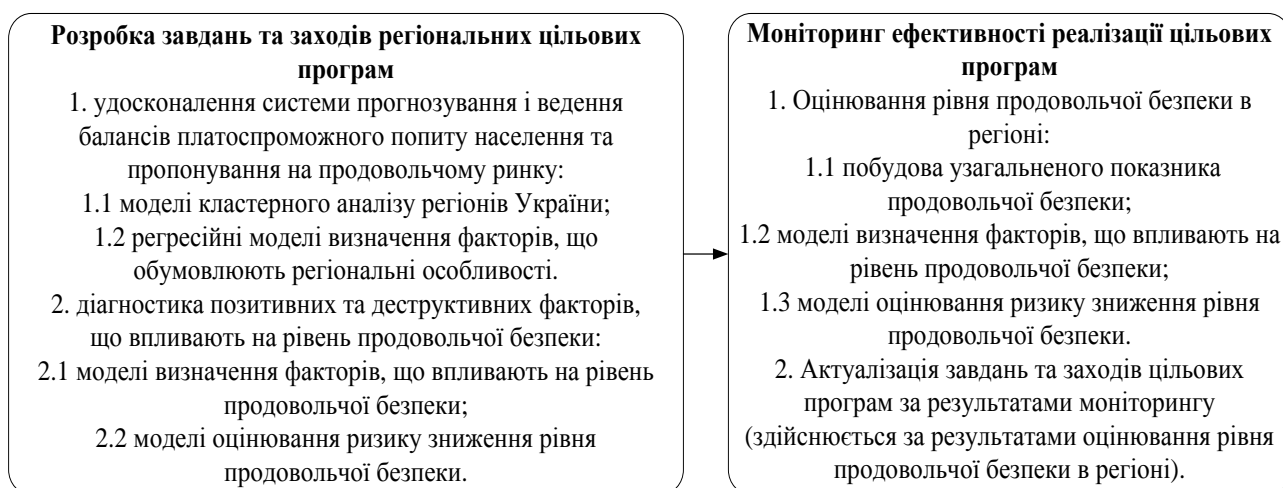 Розробка завдань та заходів регіональних цільових
програм
1. удосконалення системи прогнозування і ведення
балансів платоспроможного попиту населення та
пропонування на продовольчому ринку:
1.1 моделі кластерного аналізу регіонів України;
1.2 регресійні моделі визначення факторів, що
обумовлюють регіональні особливості.
2. діагностика позитивних та деструктивних факторів,
що впливають на рівень продовольчої безпеки:
2.1 моделі визначення факторів, що впливають на рівень
продовольчої безпеки;
2.2 моделі оцінювання ризику зниження рівня
продовольчої безпеки.
Моніторинг ефективності реалізації цільових
програм
1. Оцінювання рівня продовольчої безпеки в
регіоні:
1.1 побудова узагальненого показника
продовольчої безпеки;
1.2 моделі визначення факторів, що впливають на
рівень продовольчої безпеки;
1.3 моделі оцінювання ризику зниження рівня
продовольчої безпеки.
2. Актуалізація завдань та заходів цільових
програм за результатами моніторингу
(здійснюється за результатами оцінювання рівня
продовольчої безпеки в регіоні).